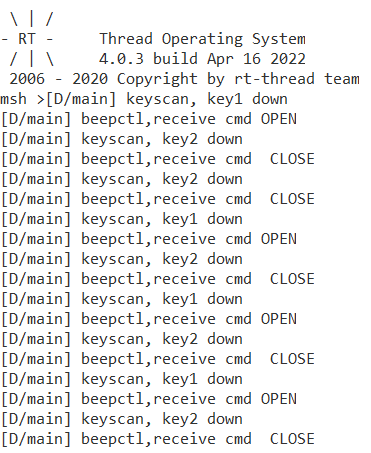 \ | /
- RT -     Thread Operating System
 / | \     4.0.3 build Apr 16 2022
 2006 - 2020 Copyright by rt-thread team
msh >[D/main] keyscan, key1 down
[D/main] beepctl,receive cmd OPEN
[D/main] keyscan, key2 down
[D/main] beepctl,receive cmd  CLOSE
[D/main] keyscan, key2 down
[D/main] beepctl,receive cmd  CLOSE
[D/main] keyscan, key1 down
[D/main] beepctl,receive cmd OPEN
[D/main] keyscan, key2 down
[D/main] beepctl,receive cmd  CLOSE
[D/main] keyscan, key1 down
[D/main] beepctl,receive cmd OPEN
[D/main] keyscan, key2 down
[D/main] beepctl,receive cmd  CLOSE
[D/main] keyscan, key1 down
[D/main] beepctl,receive cmd OPEN
[D/main] keyscan, key2 down
[D/main] beepctl,receive cmd  CLOSE